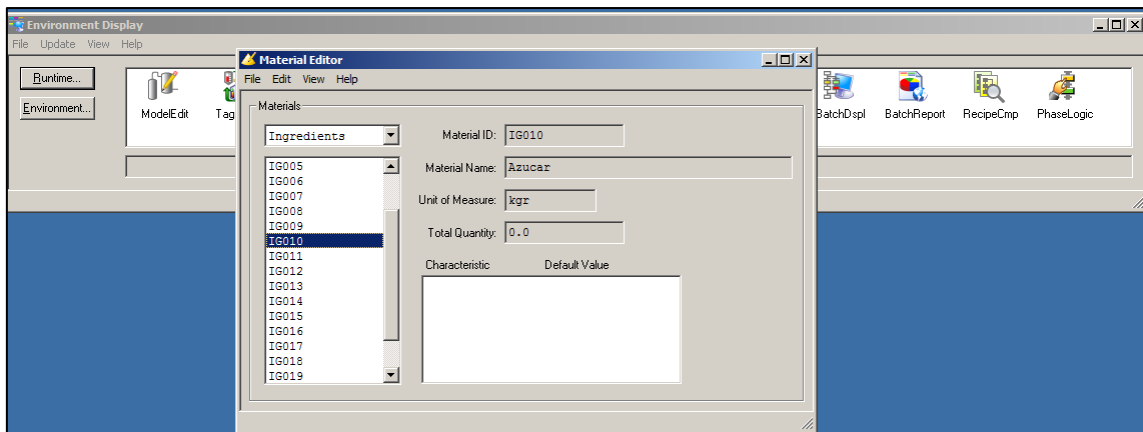 Environment Display
File Update View Help
Runtime...
Environment...
ModelEdit
Tag
BatchDspl
BatchReport
RecipeCmp
PhaseLogic
Material Editor
File Edit View Help
Materials
Ingredients
IG005
IG006
IG007
IG008
IG009
IG010
IG011
IG012
IG013
IG014
IG015
IG016
IG017
IG018
IG019
Material ID: IG010
Material Name: Azucar
Unit of Measure: kgr
Total Quantity: 0.0
Characteristic Default Value